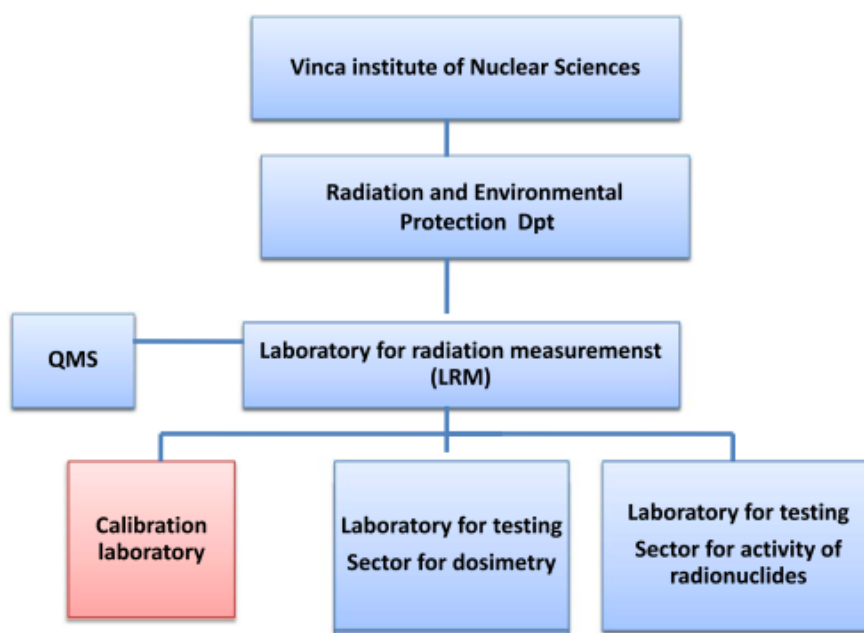 Vinca institute of Nuclear Sciences
Radiation and Environmental
Protection Dpt
QMS
Laboratory for radiation measuremenst
(LRM)
Calibration
laboratory
Laboratory for testing
Sector for dosimetry
Laboratory for testing
Sector for activity of
radionuclides